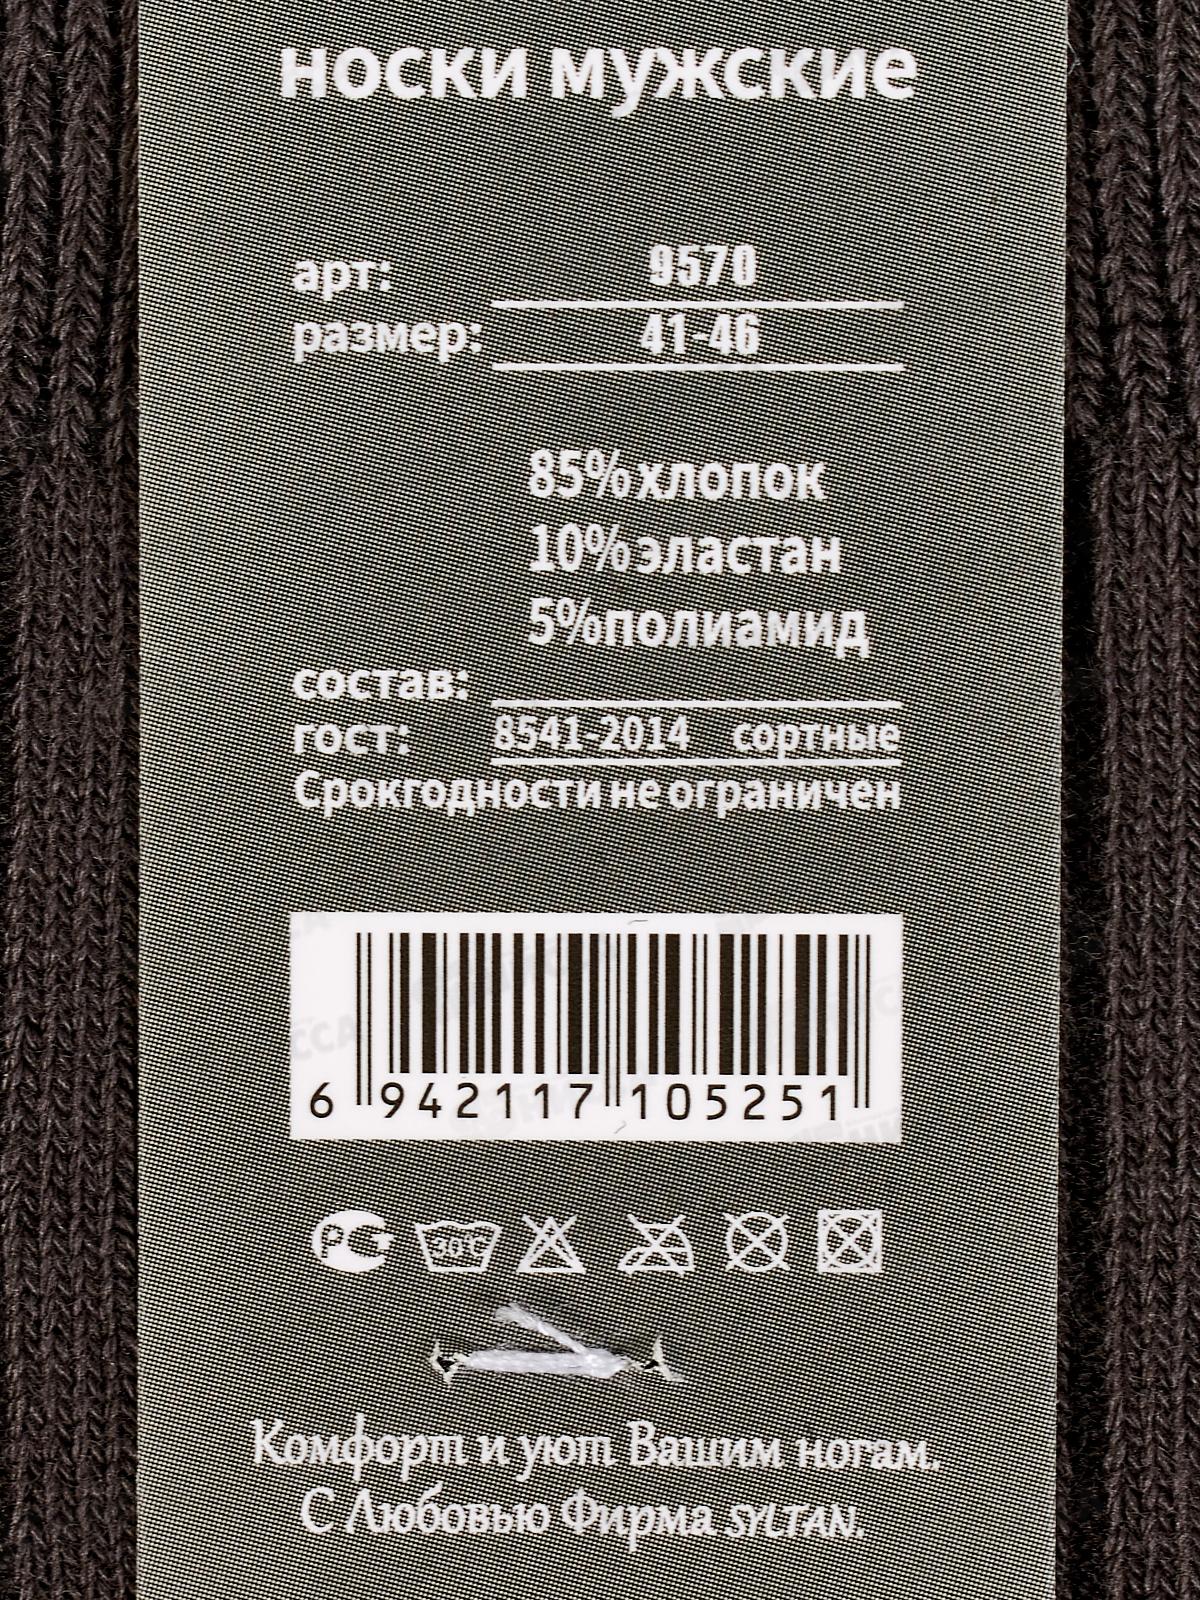 носки мужские
арт: 9570
размер: 41-46
85%хлопок
10%эластан
5%полиамид
состав:
гост: 8541-2014 сортные
Срокгодности не ограничен
6 942117 105251
РСТ 30°C
Комфорт и уют Вашим ногам.
С Любовью Фирма SYLTAN.